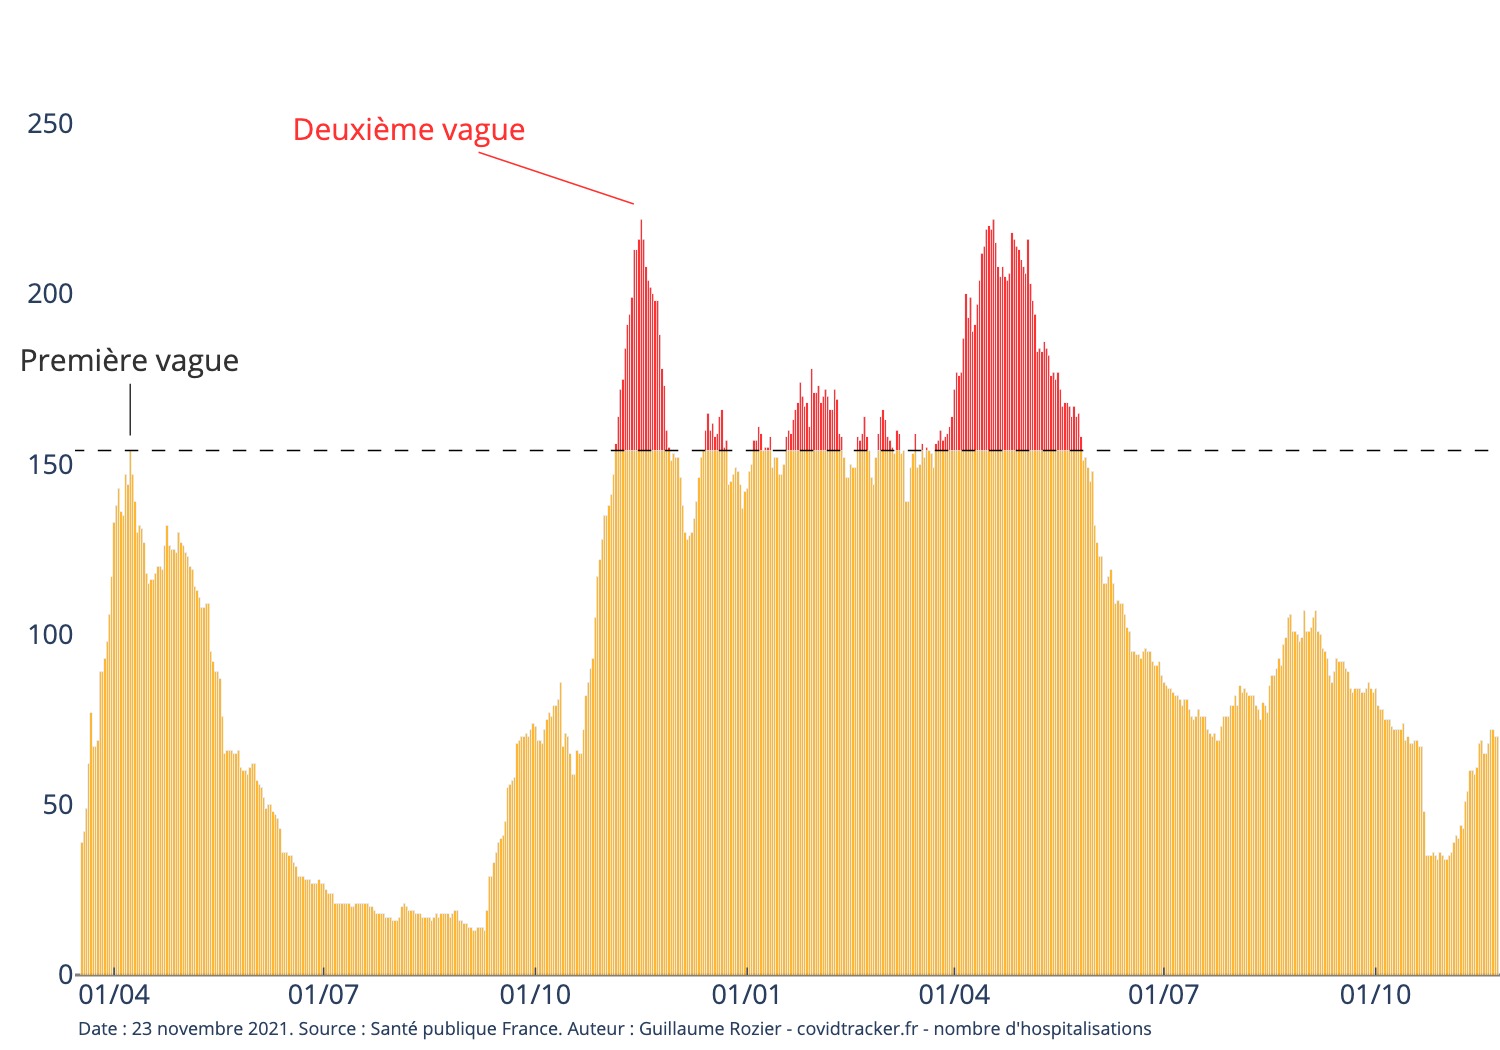 250
Deuxième vague
200
Première vague
150
100
50
0
01/04 01/07 01/10 01/01 01/04 01/07 01/10
Date : 23 novembre 2021. Source : Santé publique France. Auteur : Guillaume Rozier - covidtracker.fr - nombre d'hospitalisations